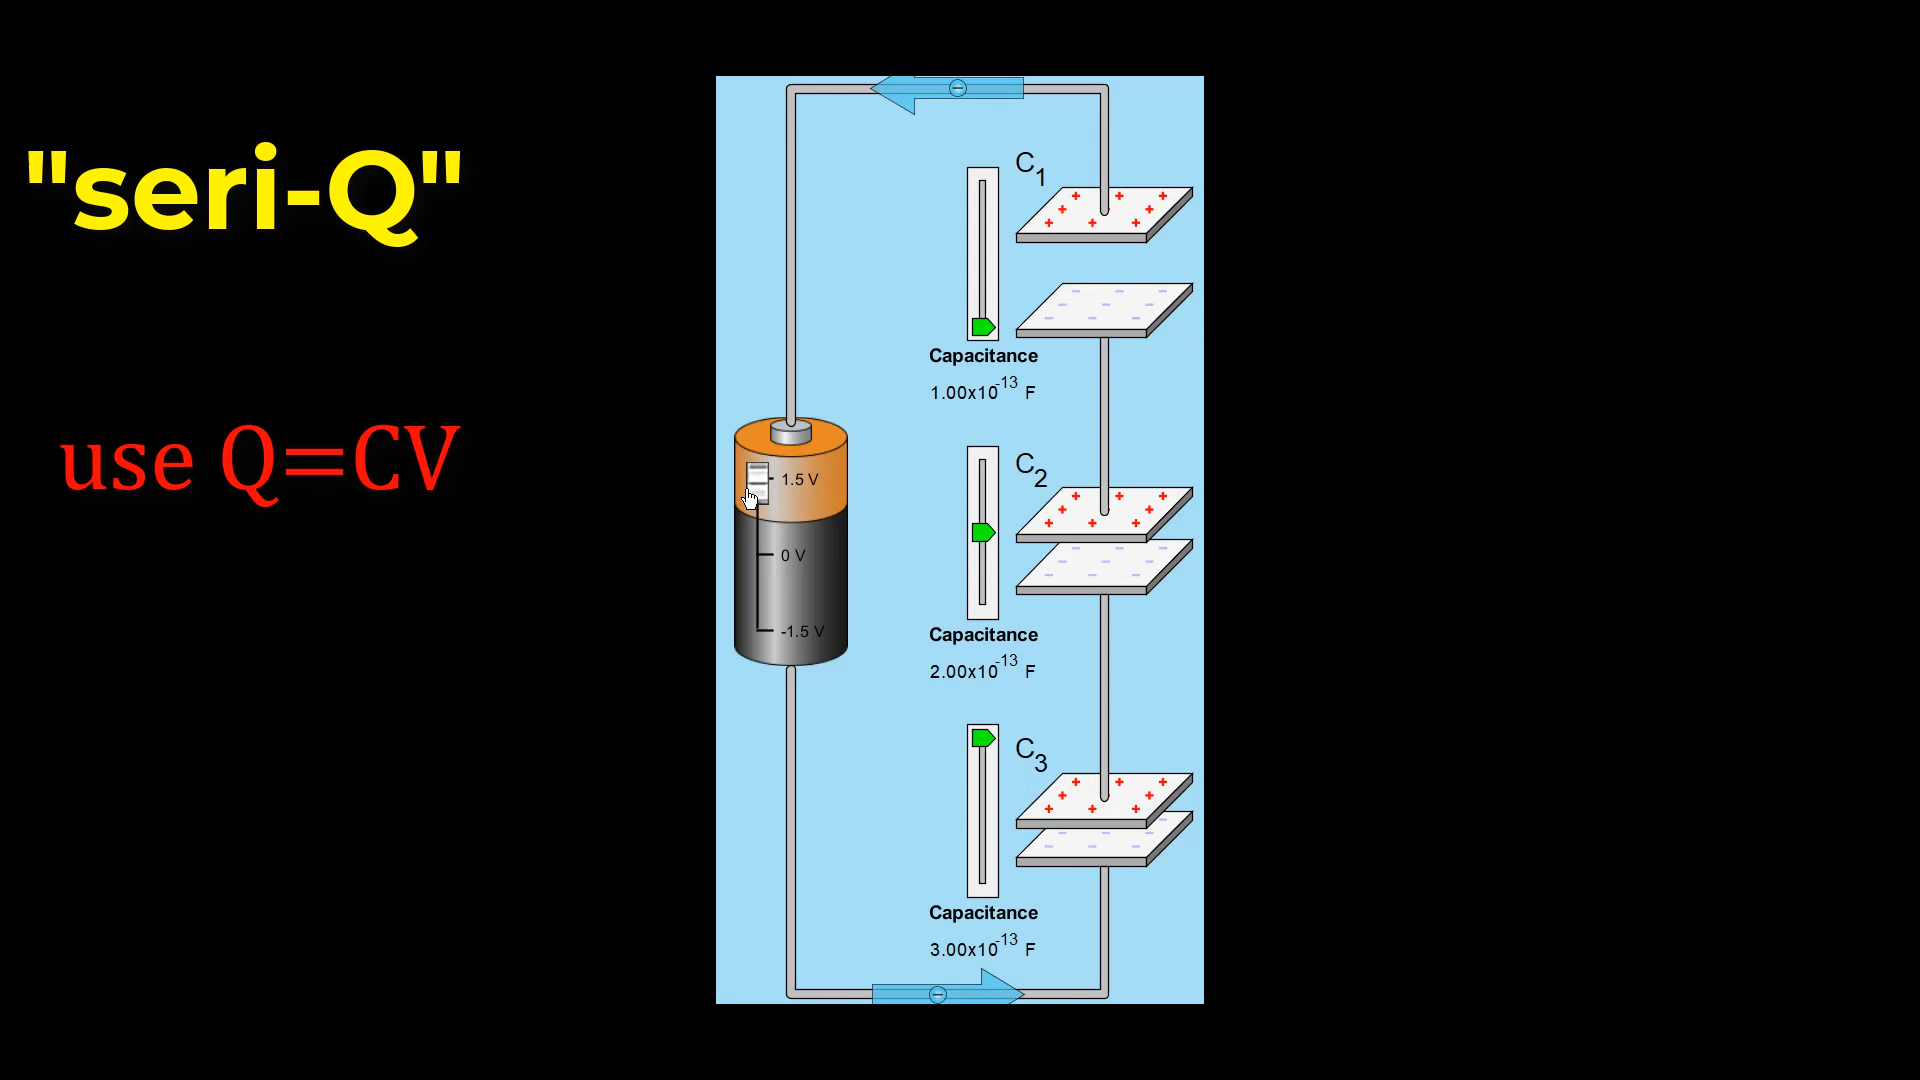 "seri-Q"
use Q=CV
C1
Capacitance
1.00x10-13 F
1.5 V
0 V
-1.5 V
C2
Capacitance
2.00x10-13 F
C3
Capacitance
3.00x10-13 F